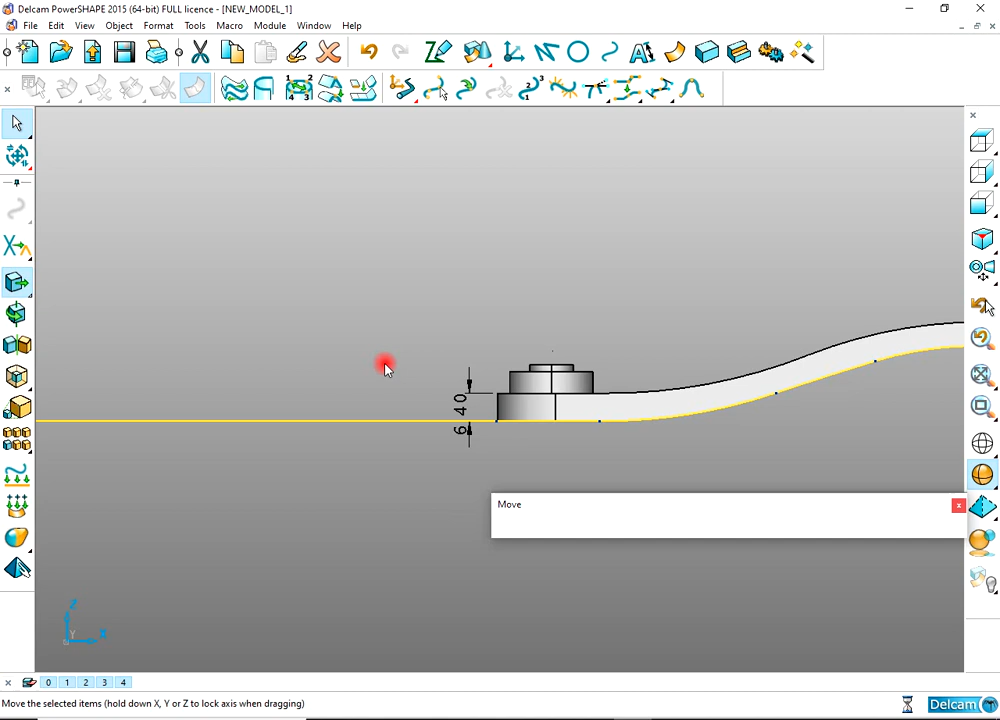 Delcam PowerSHAPE 2015 (64-bit) FULL licence - [NEW_MODEL_1]
File Edit View Object Format Tools Macro Module Window Help
6 40
Move
Z
Y
X
0 1 2 3 4
Move the selected items (hold down X, Y or Z to lock axis when dragging)
Delcam